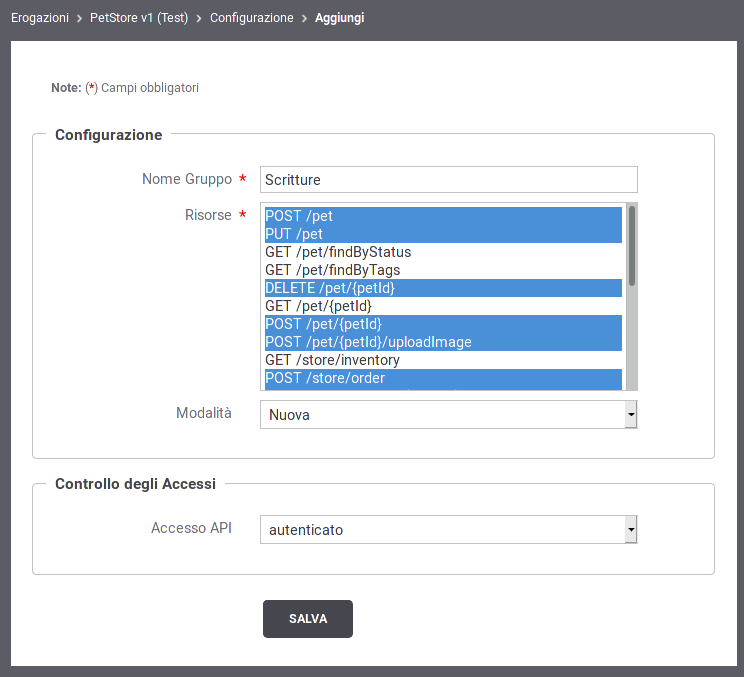 Erogazioni > PetStore v1 (Test) > Configurazione > Aggiungi
Note: (*) Campi obbligatori
Configurazione
Nome Gruppo * Scritture
Risorse *
POST /pet
PUT /pet
GET /pet/findByStatus
GET /pet/findByTags
DELETE /pet/{petId}
GET /pet/{petId}
POST /pet/{petId}
POST /pet/{petId}/uploadImage
GET /store/inventory
POST /store/order
Modalità Nuova
Controllo degli Accessi
Accesso API autenticato
SALVA